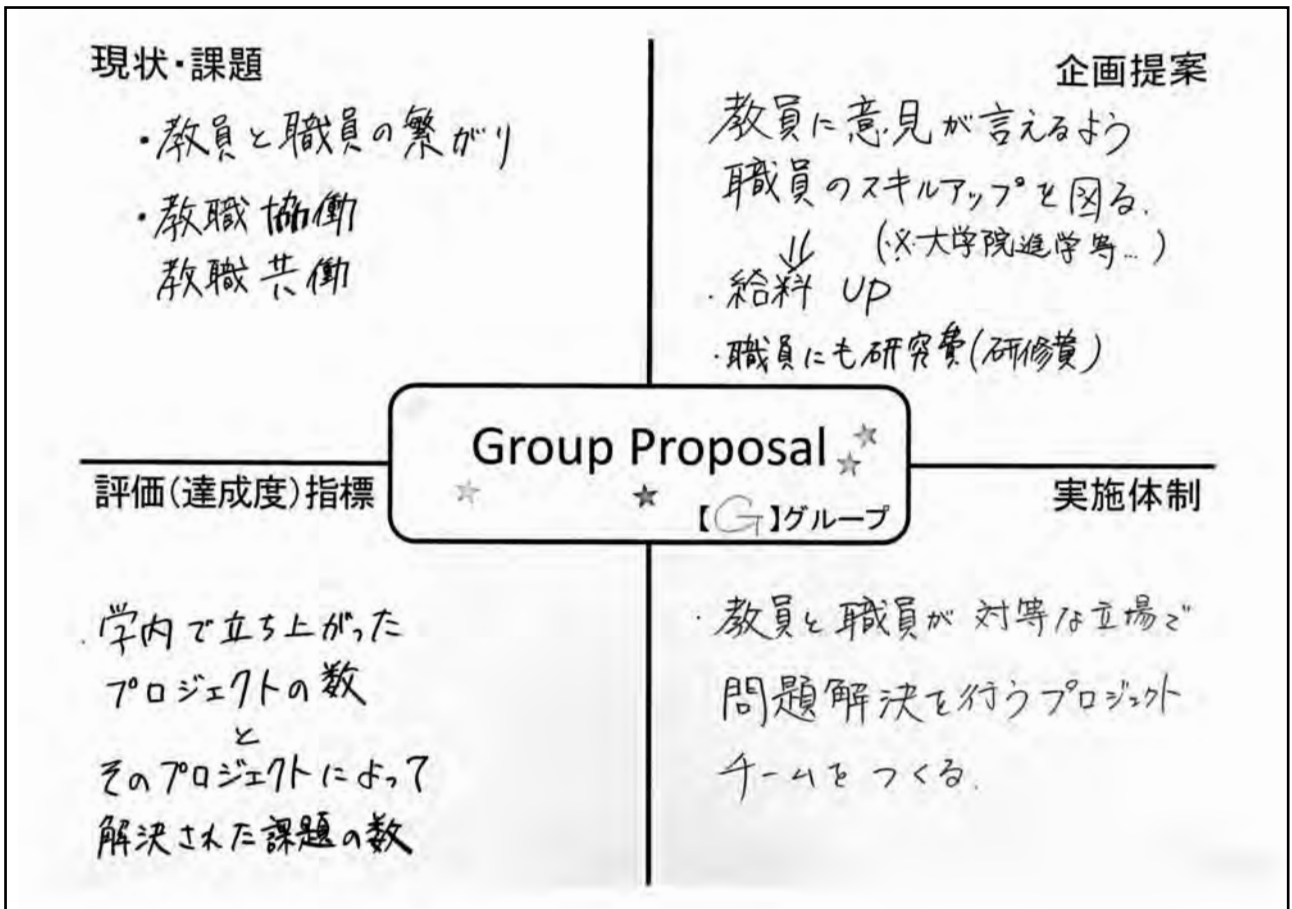 現状・課題
・教員と職員の繋がり
・教職協働
教職共働
企画提案
教員に意見が言えるよう
職員のスキルアップを図る.
⇓ (※大学院進学等…)
・給料 UP
・職員にも研究費(研修費)
Group Proposal
【G】グループ
評価(達成度)指標
・学内で立ち上がった
プロジェクトの数
と
そのプロジェクトによって
解決された課題の数
実施体制
・教員と職員が対等な立場で
問題解決を行うプロジェクト
チームをつくる.